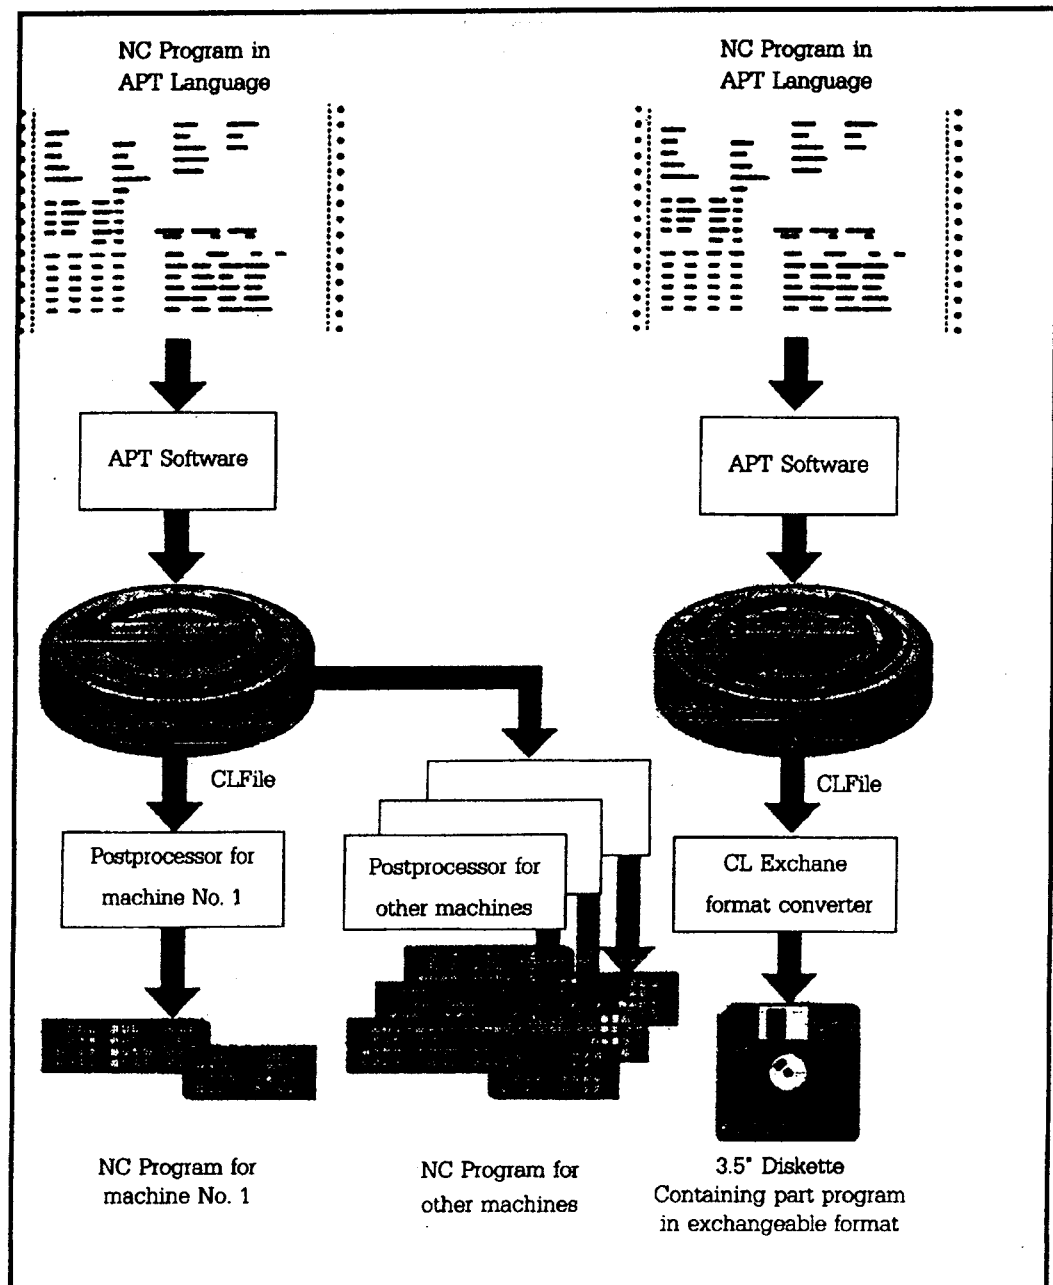 NC Program in
APT Language
NC Program in
APT Language
APT Software
APT Software
CLFile
CLFile
Postprocessor for
machine No. 1
Postprocessor for
other machines
CL Exchane
format converter
NC Program for
machine No. 1
NC Program for
other machines
3.5" Diskette
Containing part program
in exchangeable format